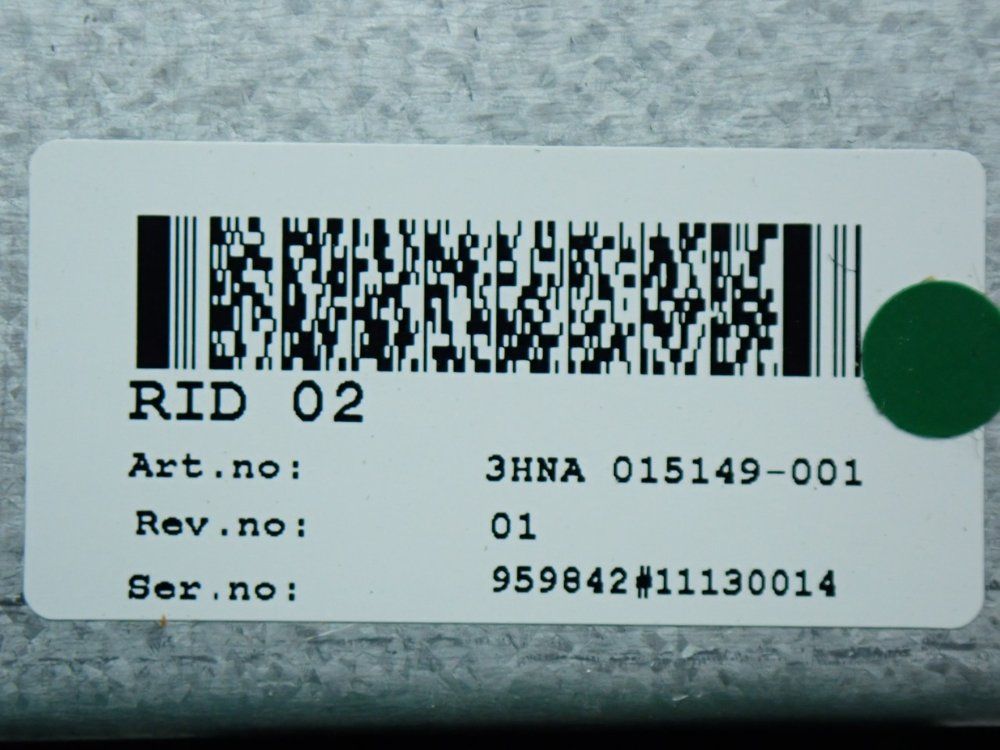 RID 02
Art.no: 3HNA 015149-001
Rev.no: 01
Ser.no: 959842#11130014